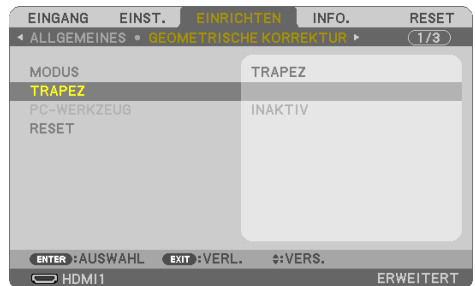 EINGANG EINST. EINRICHTEN INFO. RESET
ALLGEMEINES • GEOMETRISCHE KORREKTUR 1/3
MODUS TRAPEZ
TRAPEZ
PC-WERKZEUG INAKTIV
RESET
ENTER :AUSWAHL EXIT :VERL. :VERS.
HDMI1 ERWEITERT